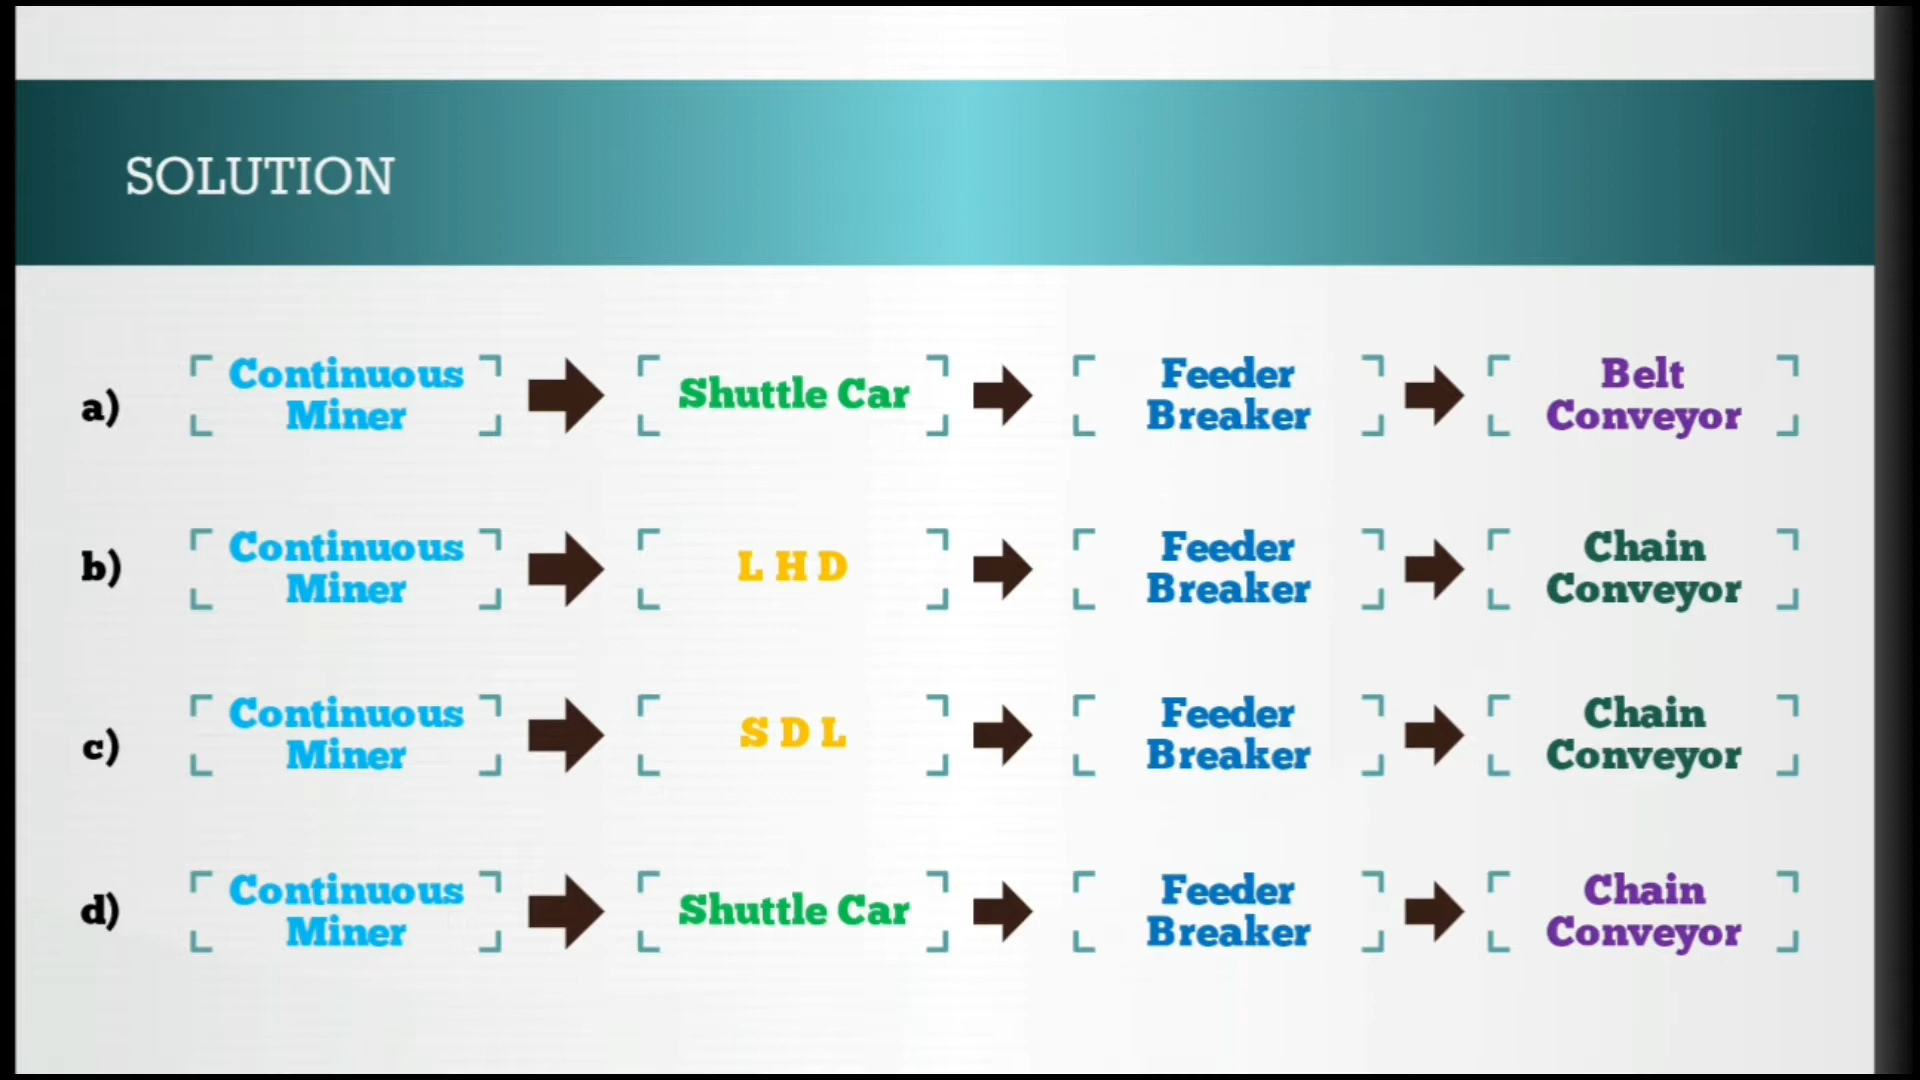 SOLUTION
a) Continuous Miner Shuttle Car Feeder Breaker Belt Conveyor
b) Continuous Miner L H D Feeder Breaker Chain Conveyor
c) Continuous Miner S D L Feeder Breaker Chain Conveyor
d) Continuous Miner Shuttle Car Feeder Breaker Chain Conveyor